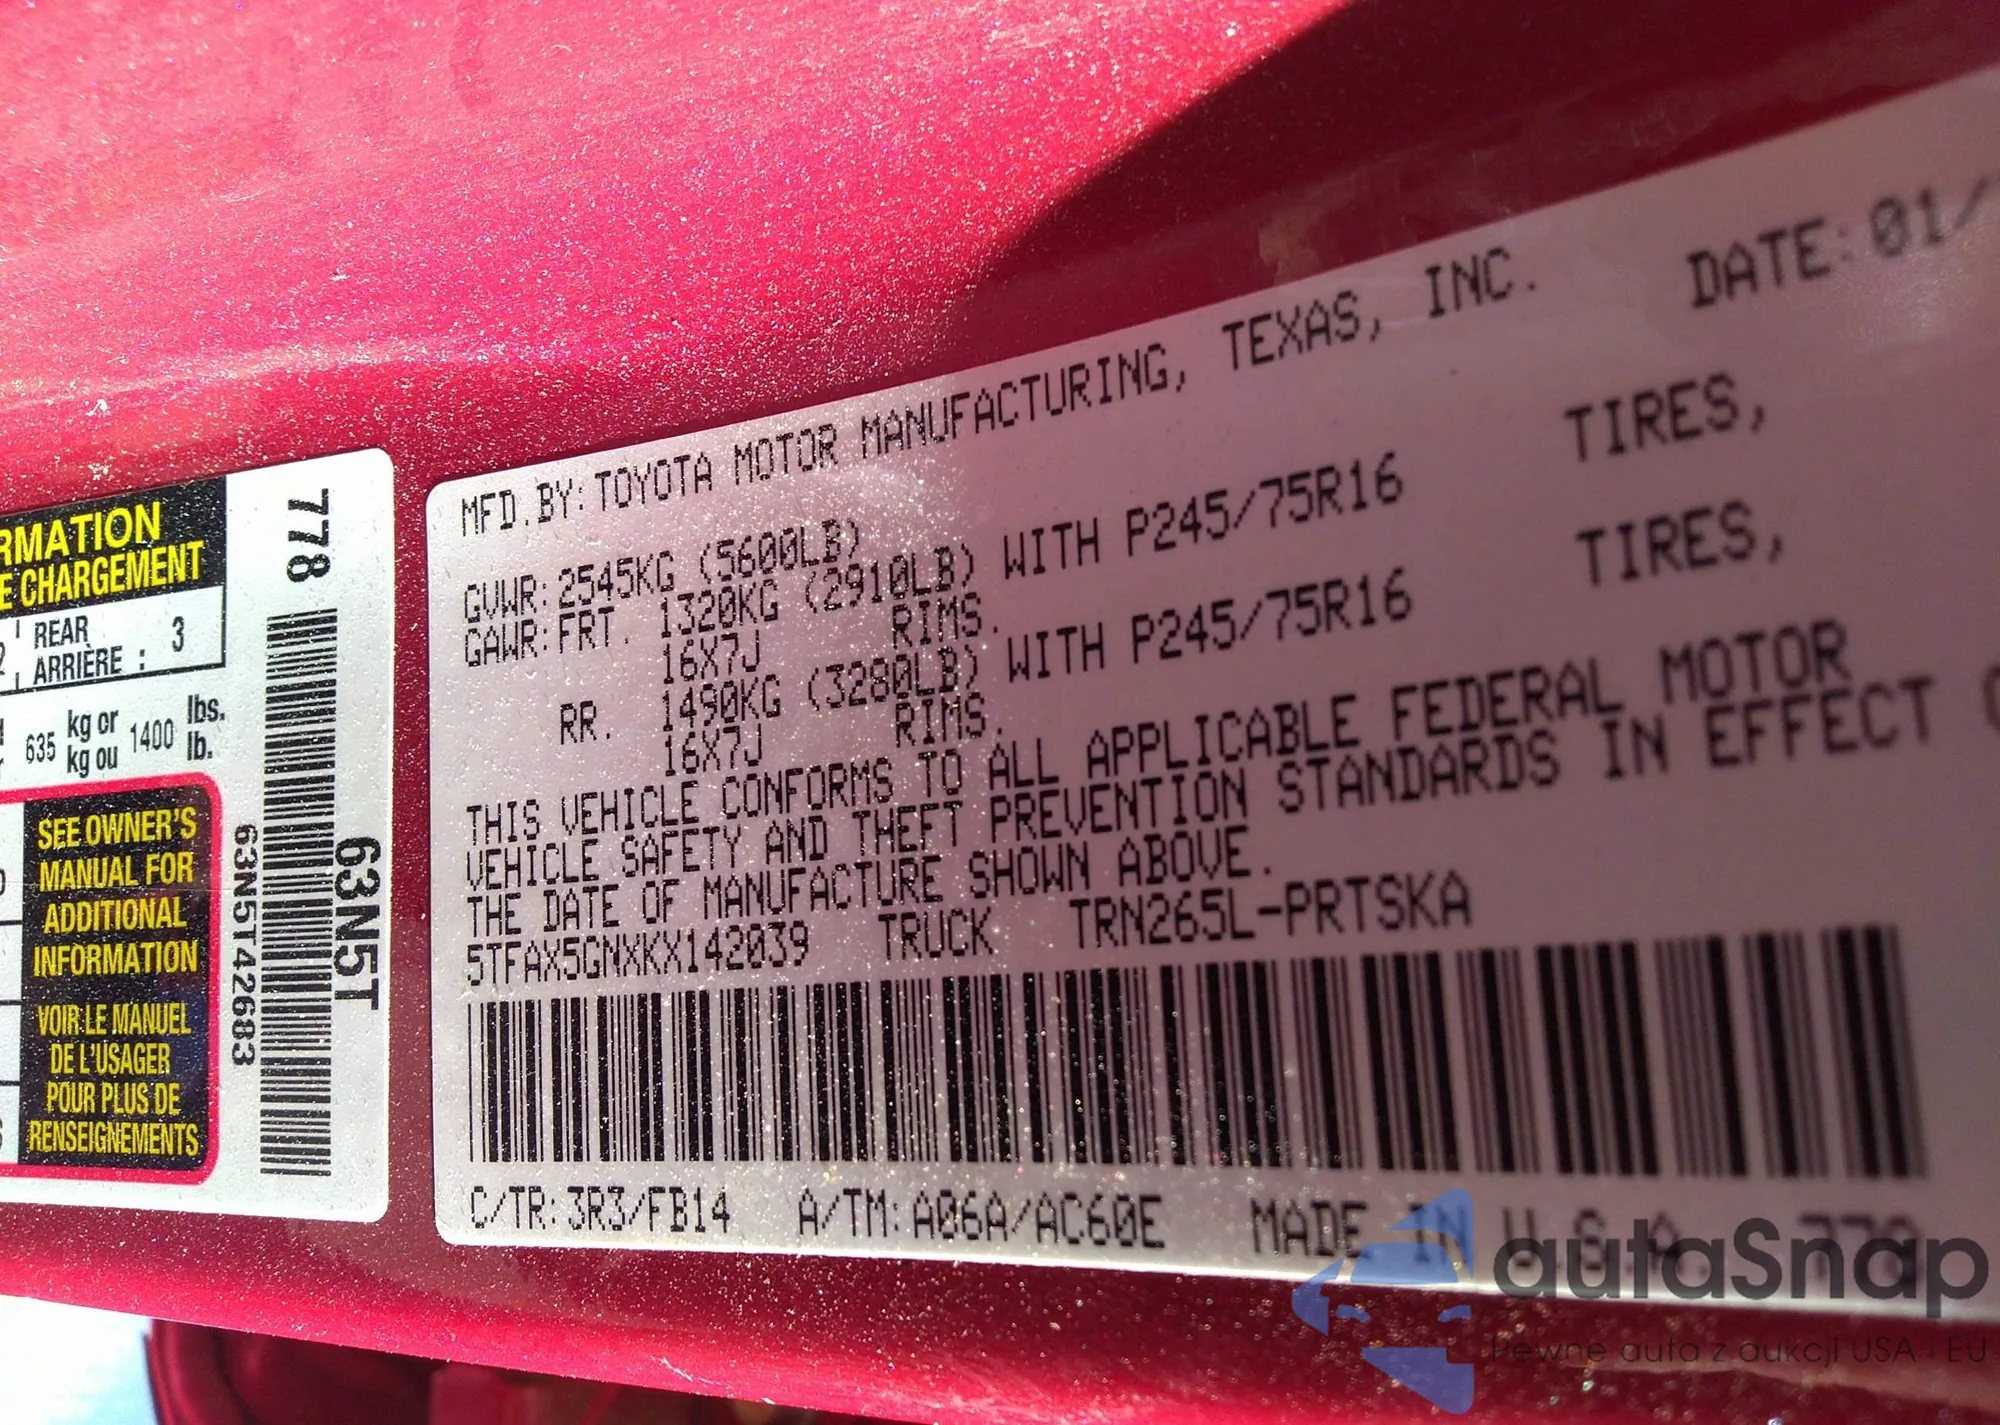 RMATION
E CHARGEMENT
REAR
ARRIÈRE : 3
635 kg or
kg ou 1400 lbs.
lb.
SEE OWNER'S
MANUAL FOR
ADDITIONAL
INFORMATION
VOIR LE MANUEL
DE L'USAGER
POUR PLUS DE
RENSEIGNEMENTS
778
63N5T
63N5T42683
MFD.BY:TOYOTA MOTOR MANUFACTURING, TEXAS, INC. DATE:01/
GVWR:2545KG (5600LB)
GAWR:FRT. 1320KG (2910LB) WITH P245/75R16 TIRES,
16X7J RIMS.
RR. 1490KG (3280LB) WITH P245/75R16 TIRES,
16X7J RIMS.
THIS VEHICLE CONFORMS TO ALL APPLICABLE FEDERAL MOTOR
VEHICLE SAFETY AND THEFT PREVENTION STANDARDS IN EFFECT
THE DATE OF MANUFACTURE SHOWN ABOVE.
5TFAX5GNXKX142039 TRUCK TRN265L-PRTSKA
C/TR:3R3/FB14 A/TM:A06A/AC60E MADE IN U.S.A.
autaSnap
Pewne auta z aukcji USA i EU